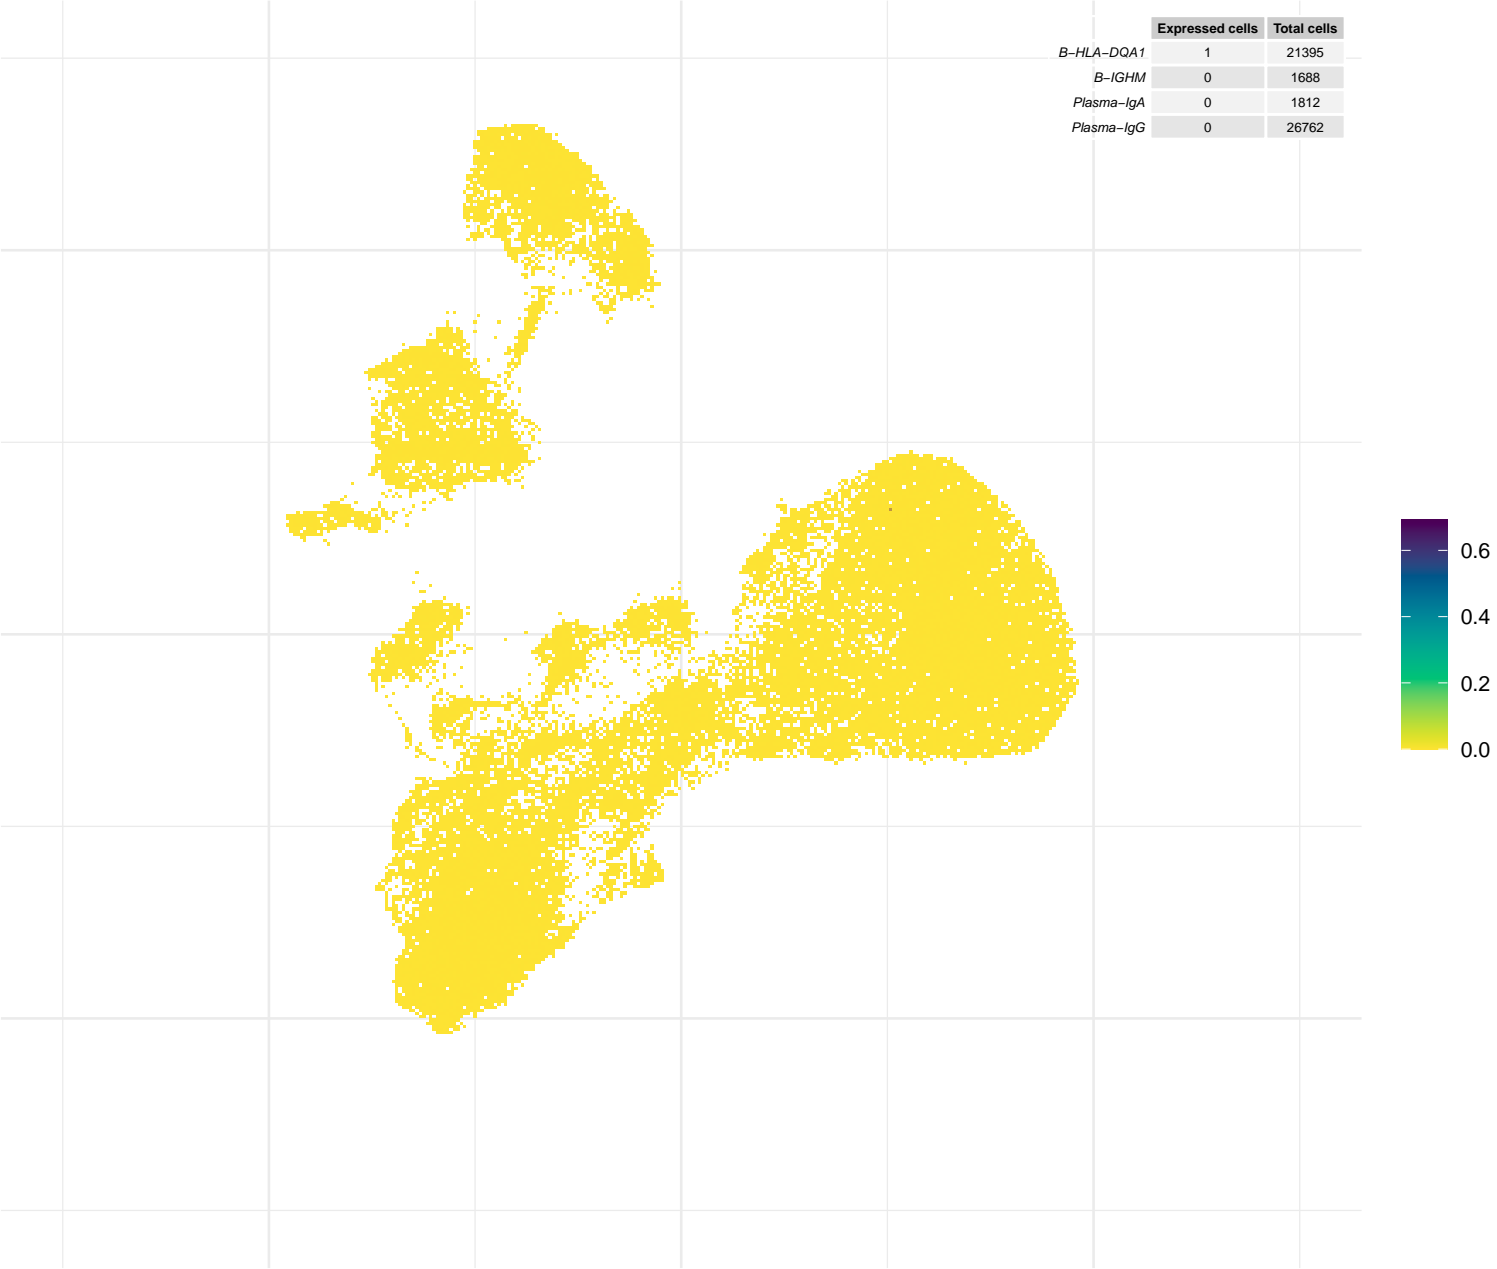 Expressed cells Total cells
B−HLA−DQA1 1 21395
B−IGHM 0 1688
Plasma−IgA 0 1812
Plasma−IgG 0 26762
0.6
0.4
0.2
0.0